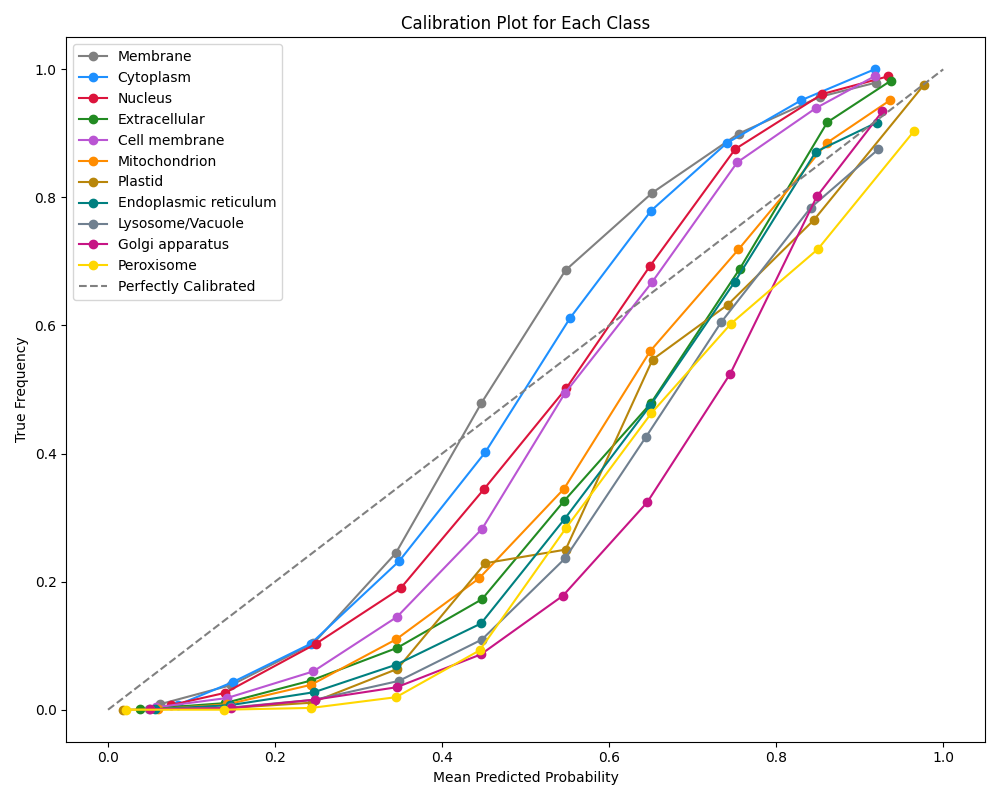 Calibration Plot for Each Class
Membrane
Cytoplasm
Nucleus
Extracellular
Cell membrane
Mitochondrion
Plastid
Endoplasmic reticulum
Lysosome/Vacuole
Golgi apparatus
Peroxisome
Perfectly Calibrated
True Frequency
1.0
0.8
0.6
0.4
0.2
0.0
0.0 0.2 0.4 0.6 0.8 1.0
Mean Predicted Probability